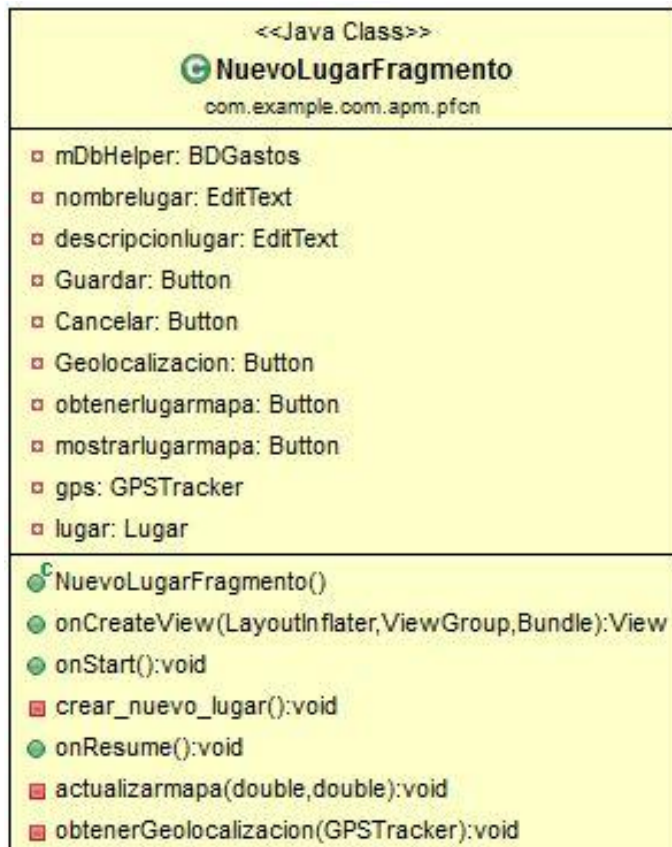 <<Java Class>>
NuevoLugarFragmento
com.example.com.apm.pfcn
mDbHelper: BDGastos
nombrelugar: EditText
descripcionlugar: EditText
Guardar: Button
Cancelar: Button
Geolocalizacion: Button
obtenerlugarmapa: Button
mostrarlugarmapa: Button
gps: GPSTracker
lugar: Lugar
NuevoLugarFragmento()
onCreateView(LayoutInflater,ViewGroup,Bundle):View
onStart():void
crear_nuevo_lugar():void
onResume():void
actualizarmapa(double,double):void
obtenerGeolocalizacion(GPSTracker):void